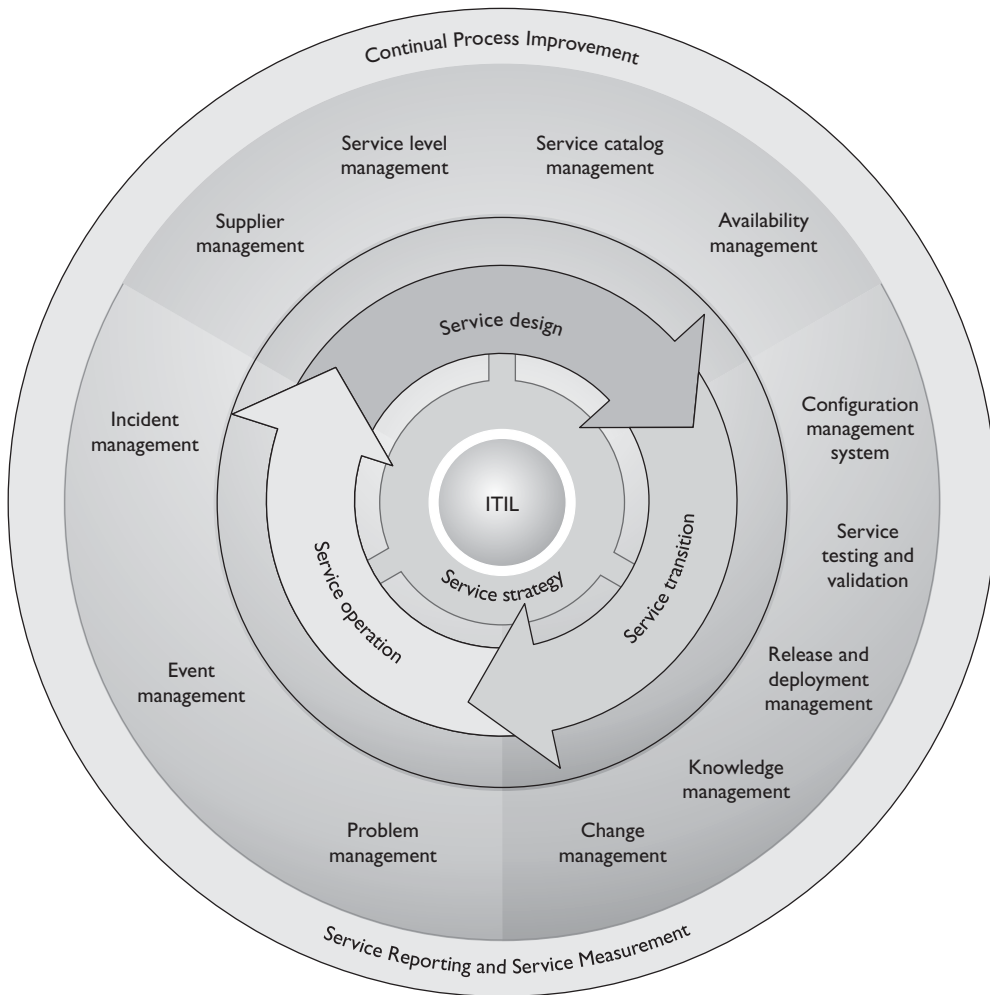 Continual Process Improvement
Service level
management
Service catalog
management
Supplier
management
Availability
management
Service design
Incident
management
Configuration
management
system
ITIL
Service
testing and
validation
Service strategy
Service transition
Service operation
Release and
deployment
management
Event
management
Knowledge
management
Problem
management
Change
management
Service Reporting and Service Measurement